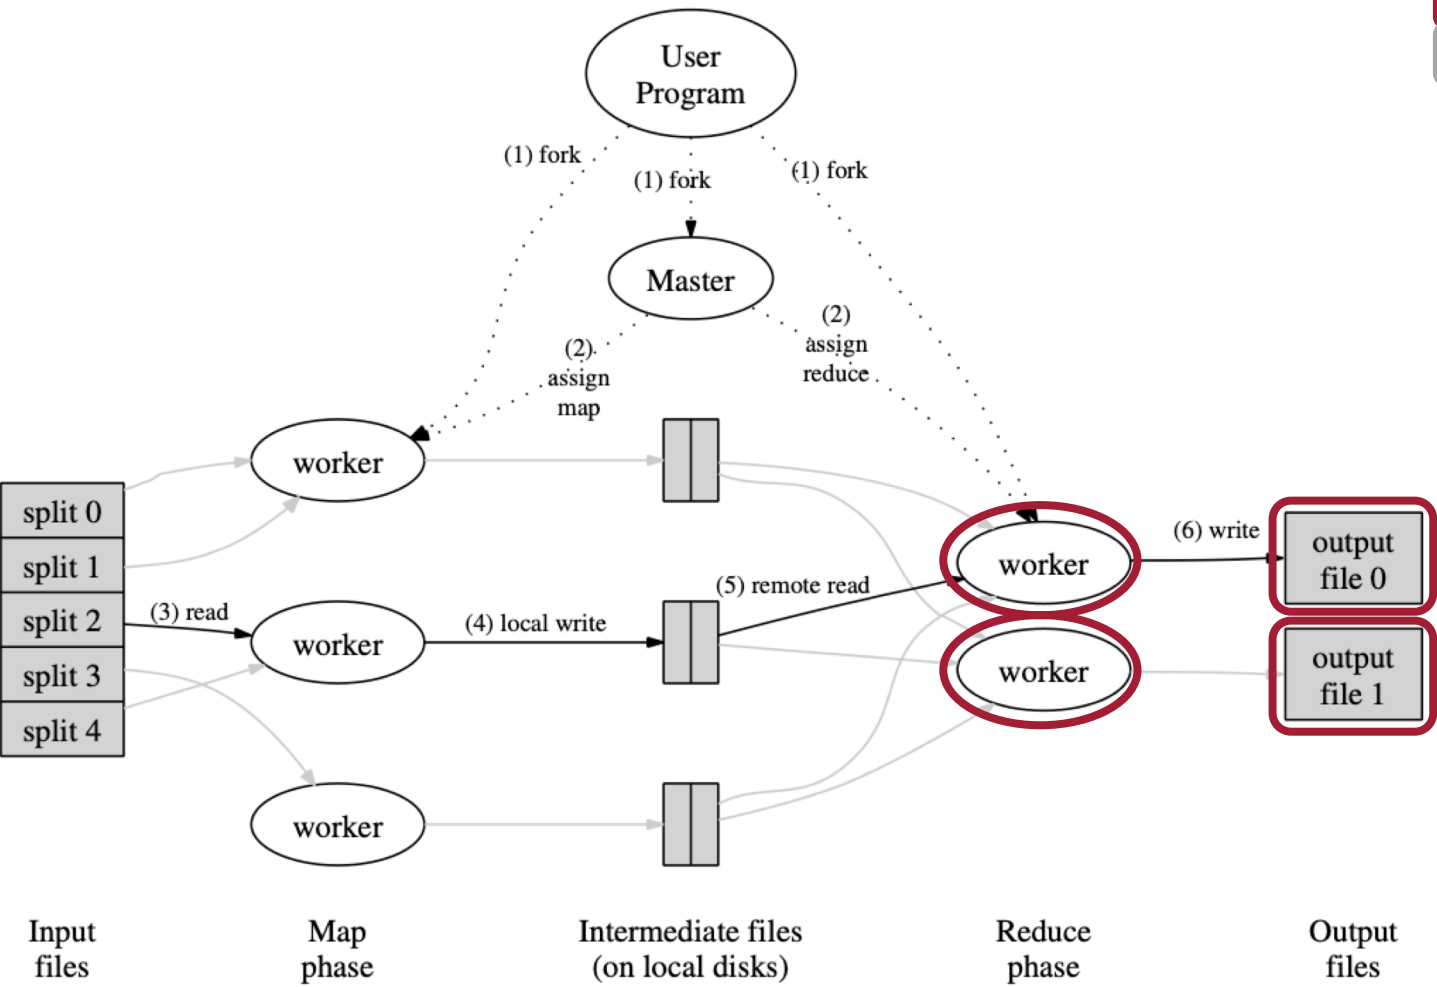 User
Program
(1) fork
(1) fork
(1) fork
Master
(2)
assign
map
(2)
assign
reduce
split 0
split 1
split 2
split 3
split 4
(3) read
worker
worker
worker
(4) local write
(5) remote read
worker
worker
(6) write
output
file 0
output
file 1
Input
files
Map
phase
Intermediate files
(on local disks)
Reduce
phase
Output
files